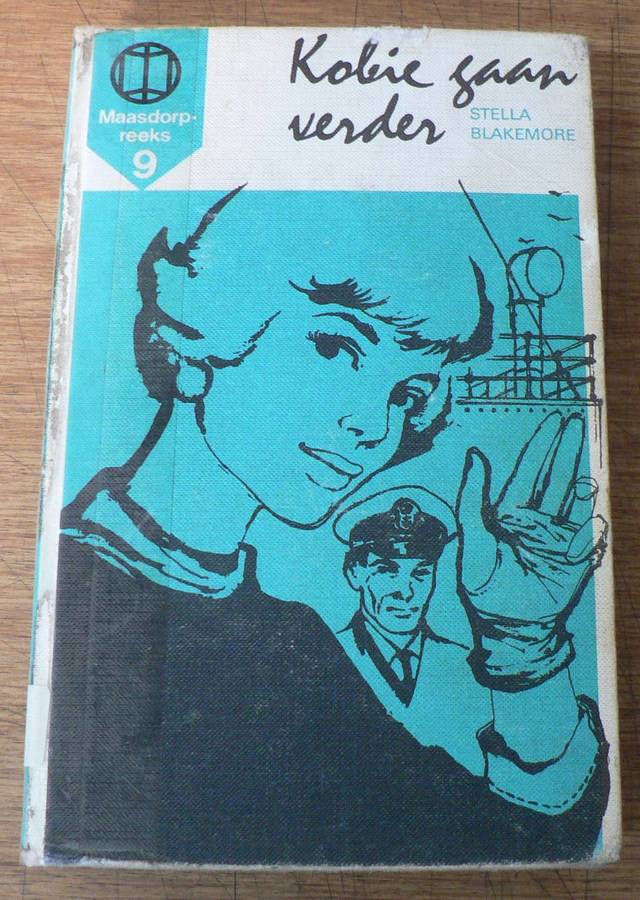 Maasdorp-
reeks
9
Kobie gaan
verder
STELLA
BLAKEMORE